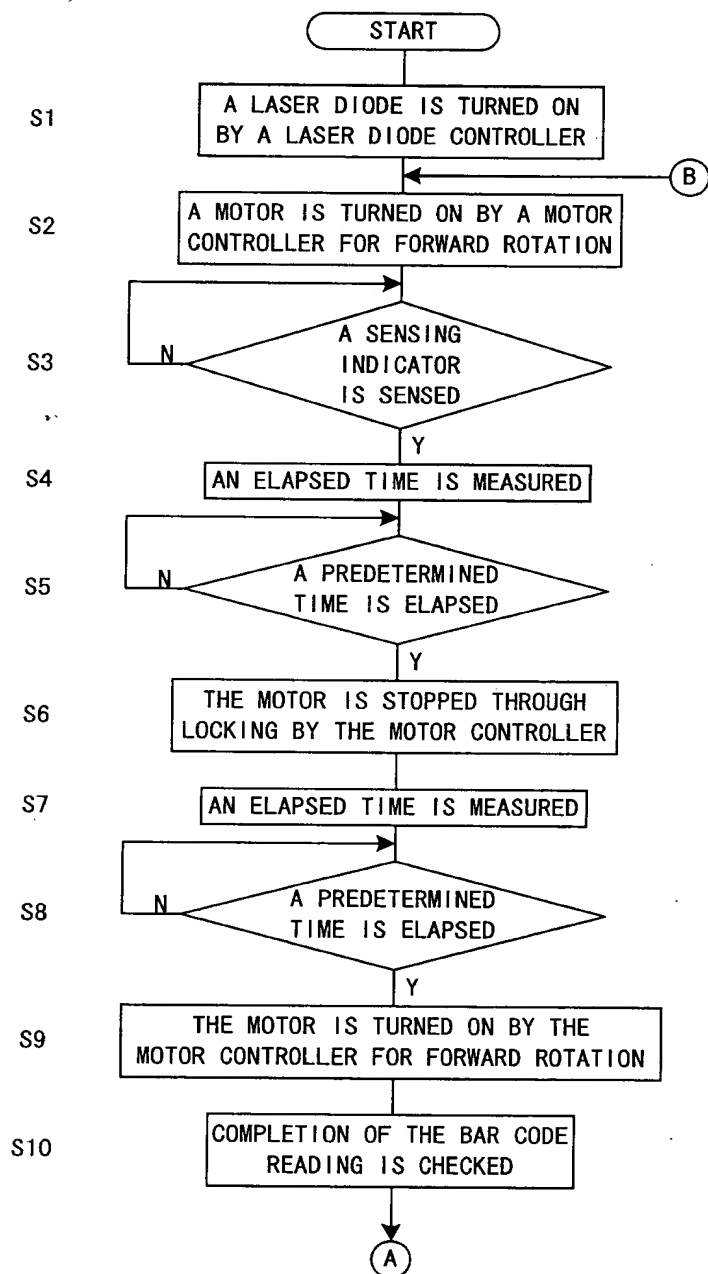 START
S1
A LASER DIODE IS TURNED ON
BY A LASER DIODE CONTROLLER
B
S2
A MOTOR IS TURNED ON BY A MOTOR
CONTROLLER FOR FORWARD ROTATION
S3
N
A SENSING
INDICATOR
IS SENSED
Y
S4
AN ELAPSED TIME IS MEASURED
S5
N
A PREDETERMINED
TIME IS ELAPSED
Y
S6
THE MOTOR IS STOPPED THROUGH
LOCKING BY THE MOTOR CONTROLLER
S7
AN ELAPSED TIME IS MEASURED
S8
N
A PREDETERMINED
TIME IS ELAPSED
Y
S9
THE MOTOR IS TURNED ON BY THE
MOTOR CONTROLLER FOR FORWARD ROTATION
S10
COMPLETION OF THE BAR CODE
READING IS CHECKED
A